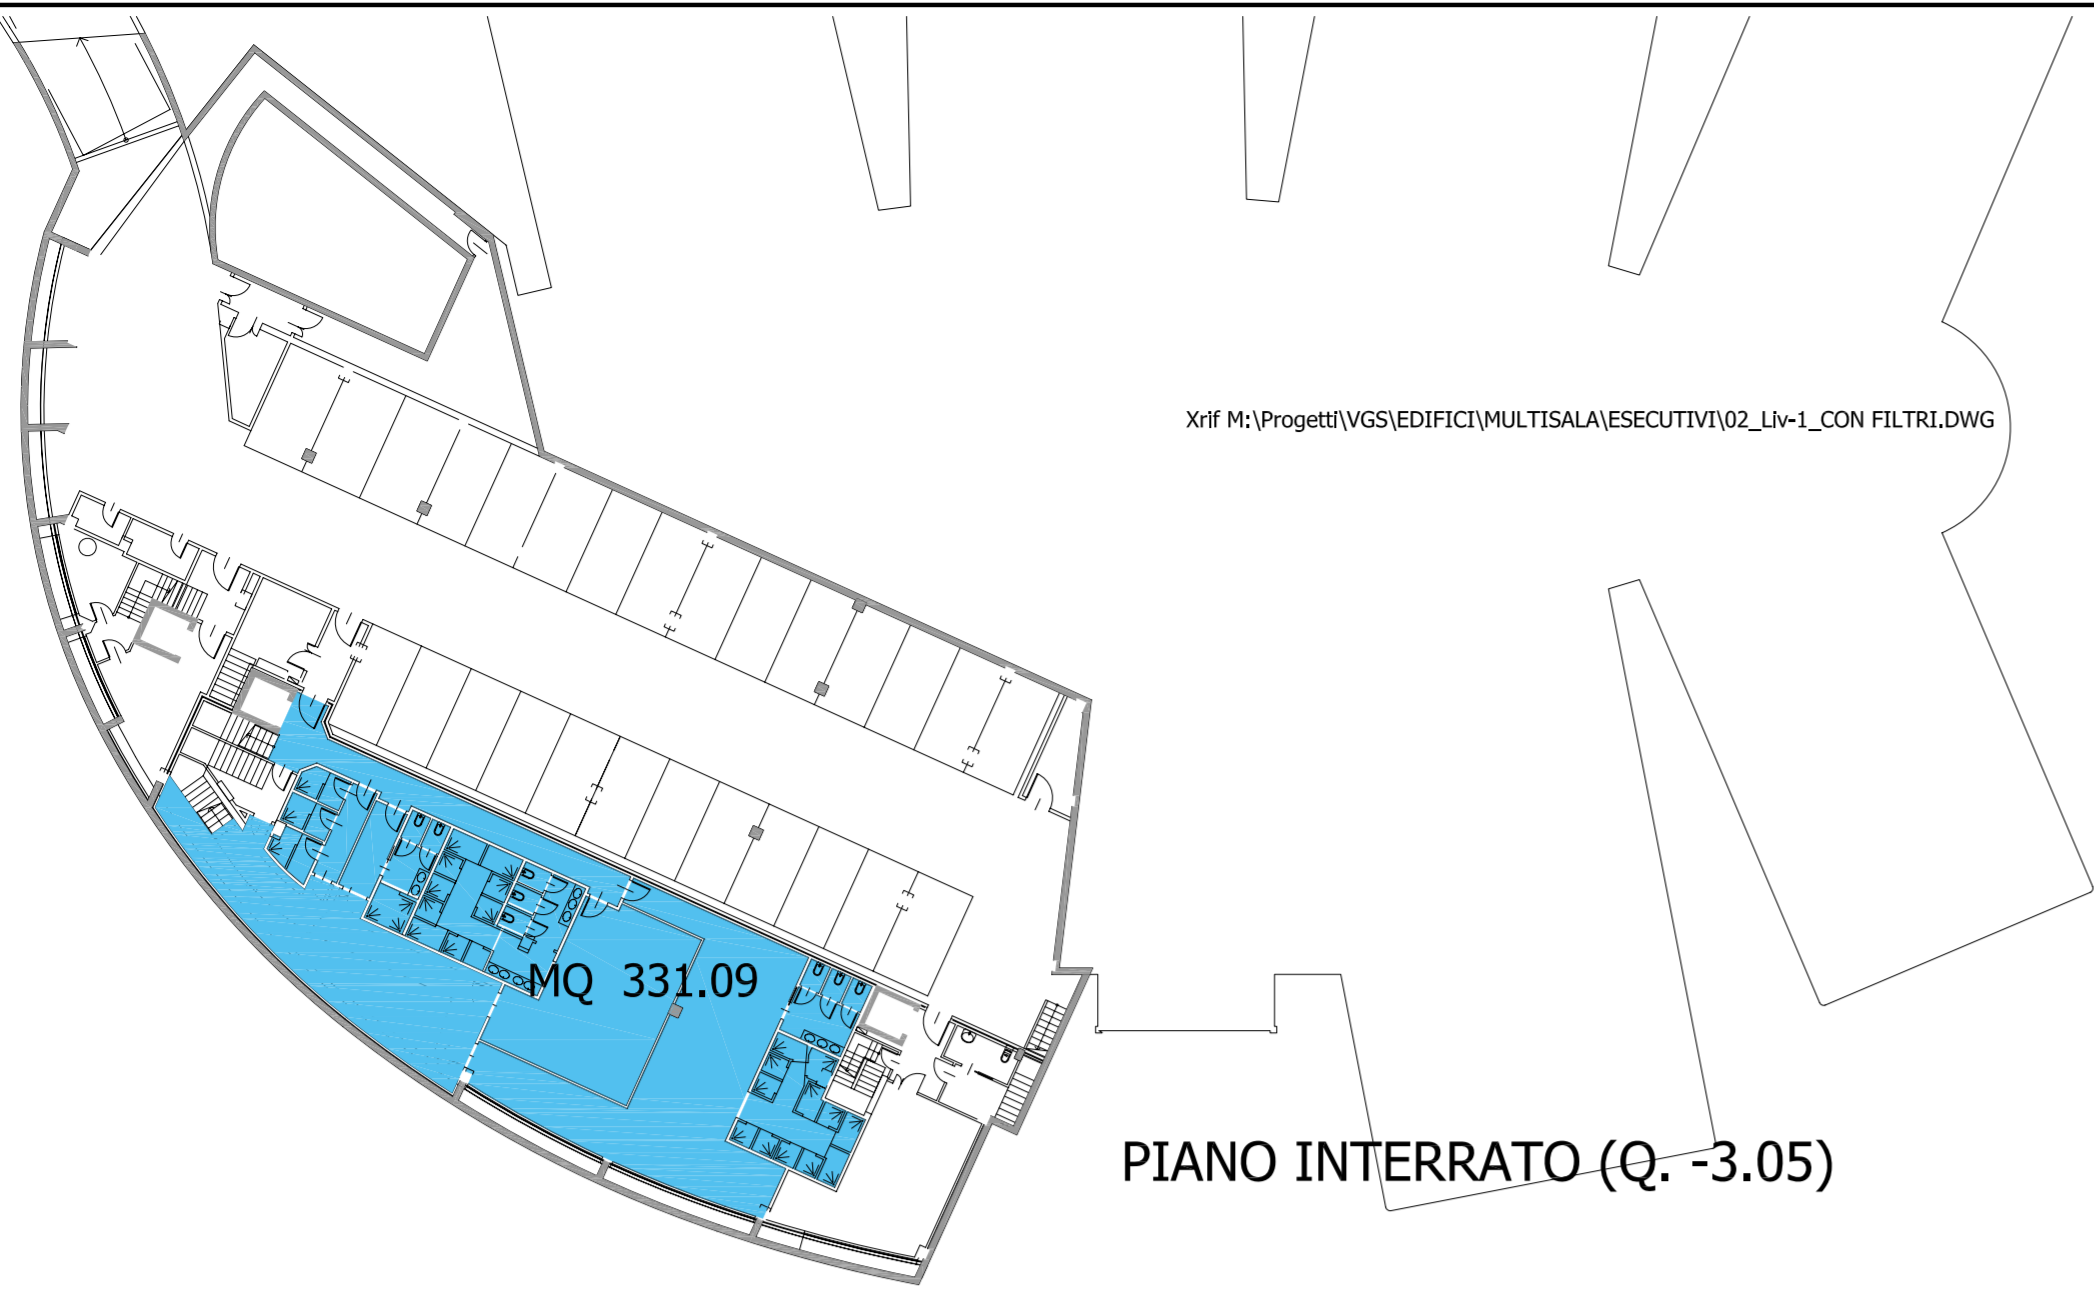 Xrif M:\Progetti\VGS\EDIFICI\MULTISALA\ESECUTIVI\02_Liv-1_CON FILTRI.DWG
MQ 331.09
PIANO INTERRATO (Q. -3.05)